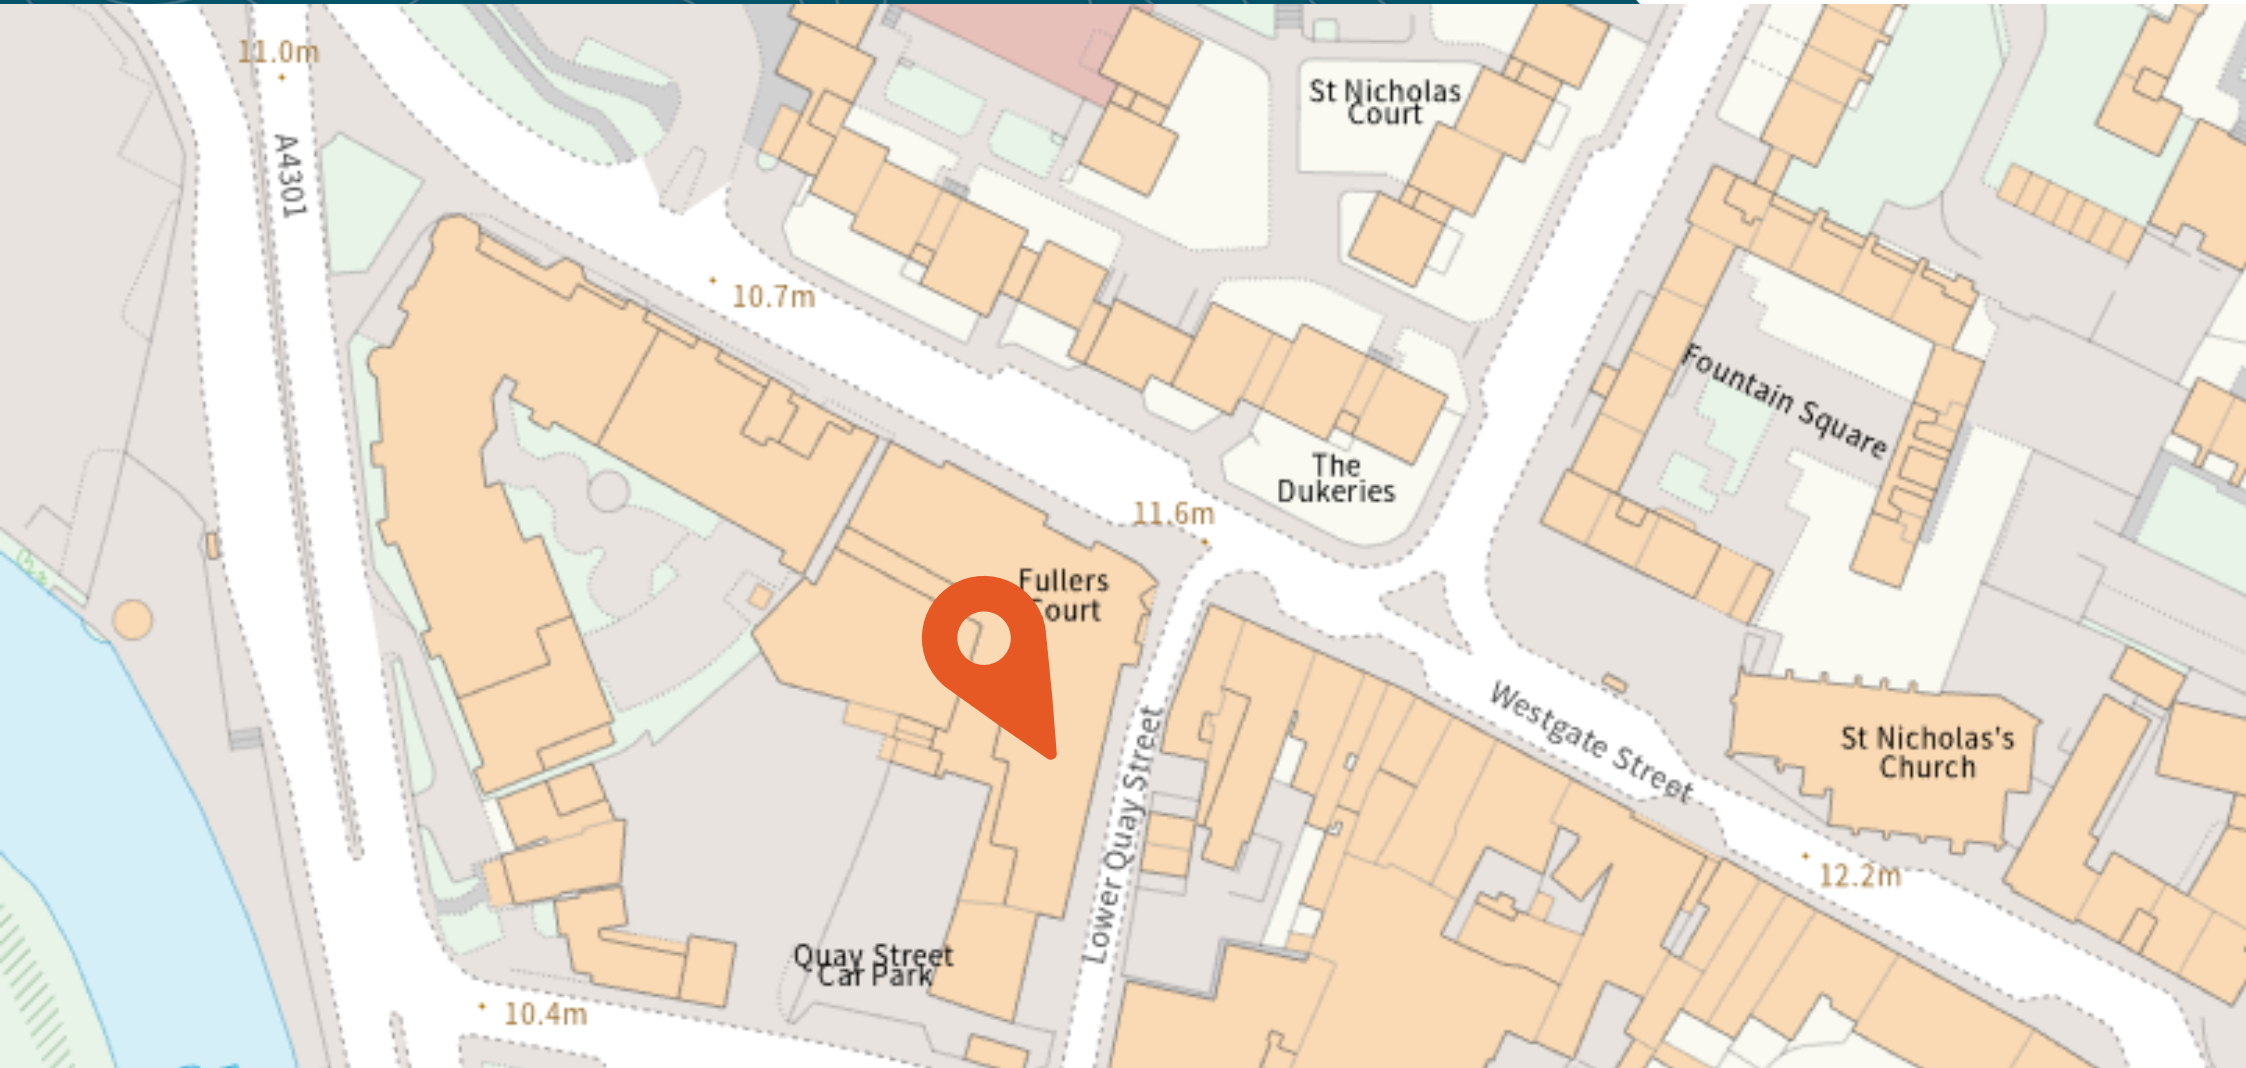 11.0m
A4301
St Nicholas
Court
10.7m
Fountain Square
The
Dukeries
11.6m
Fullers
Court
Westgate Street
St Nicholas's
Church
Lower Quay Street
12.2m
Quay Street
Car Park
10.4m